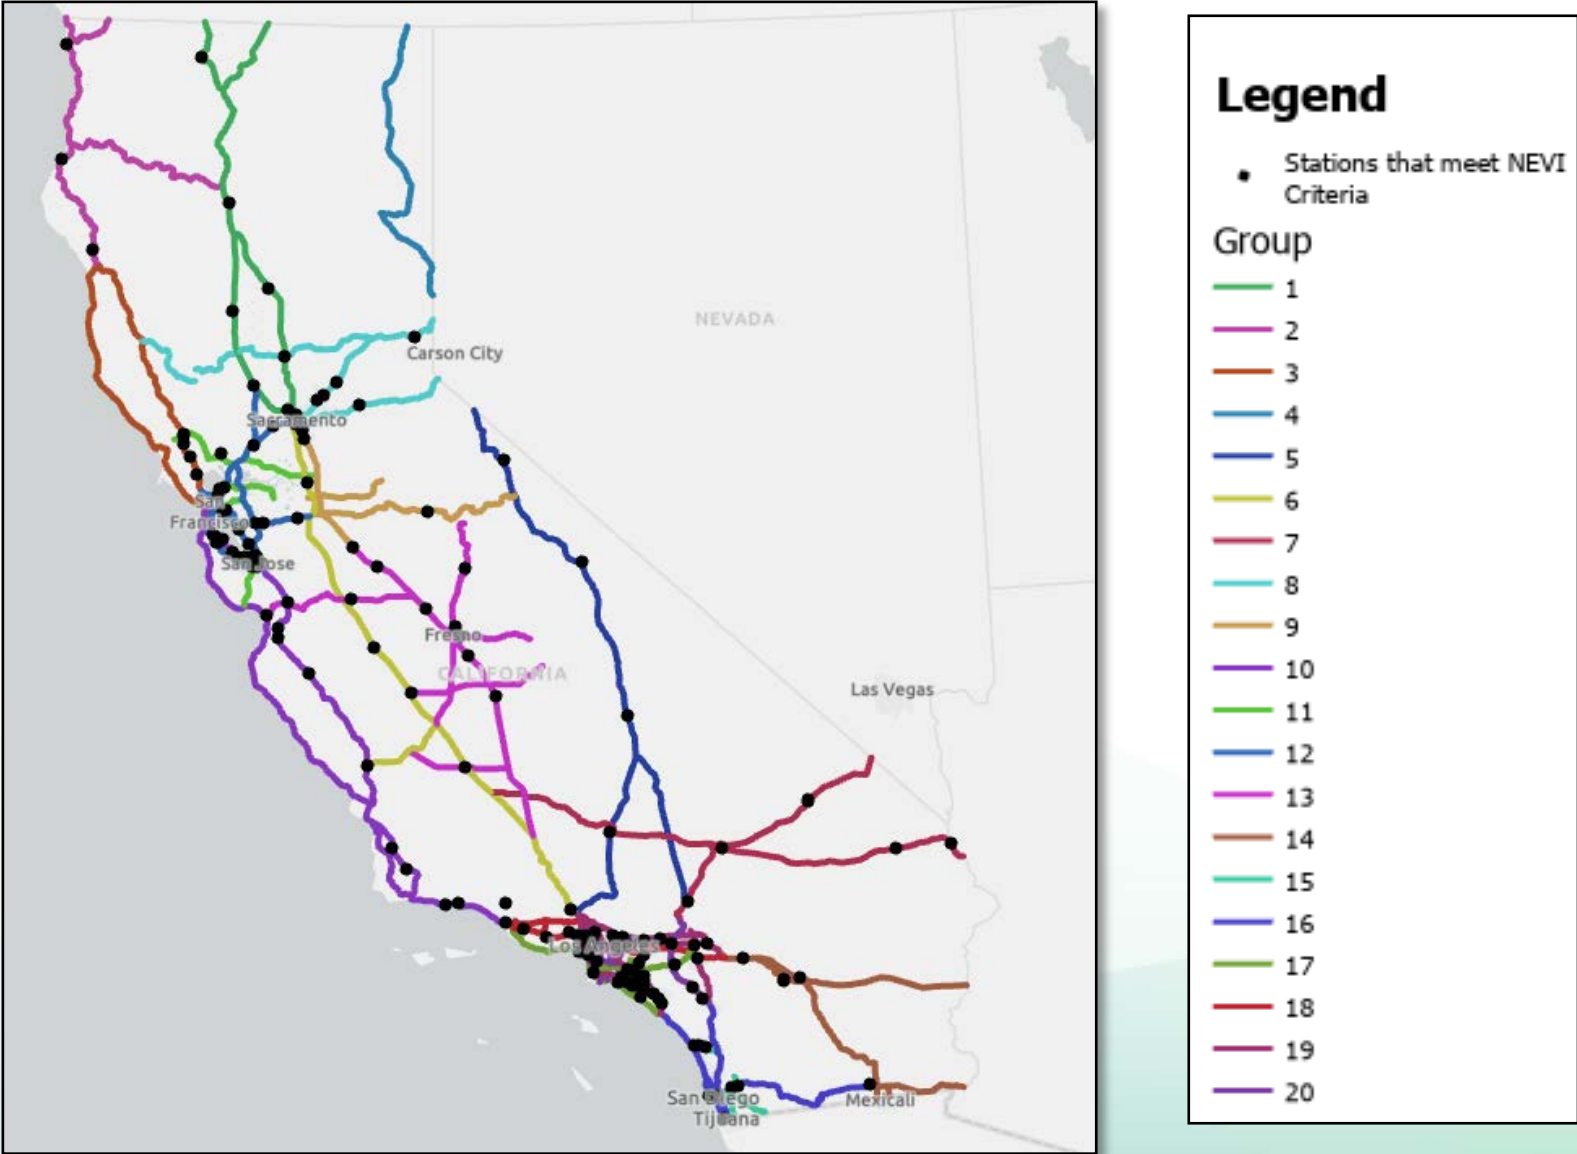 NEVADA
Carson City
Sacramento
San
Francisco
San Jose
Fresno
CALIFORNIA
Las Vegas
Los Angeles
San Diego
Tijuana
Mexicali
Legend
Stations that meet NEVI
Criteria
Group
1
2
3
4
5
6
7
8
9
10
11
12
13
14
15
16
17
18
19
20